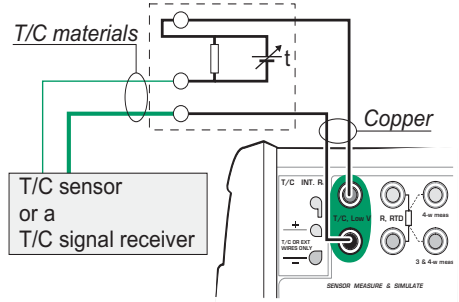 T/C materials
t
Copper
T/C sensor
or a
T/C signal receiver
T/C INT. R.
T/C, Low V
R, RTD
4-w meas
+
T/C OR EXT
WIRES ONLY
—
3 & 4-w meas
SENSOR MEASURE & SIMULATE